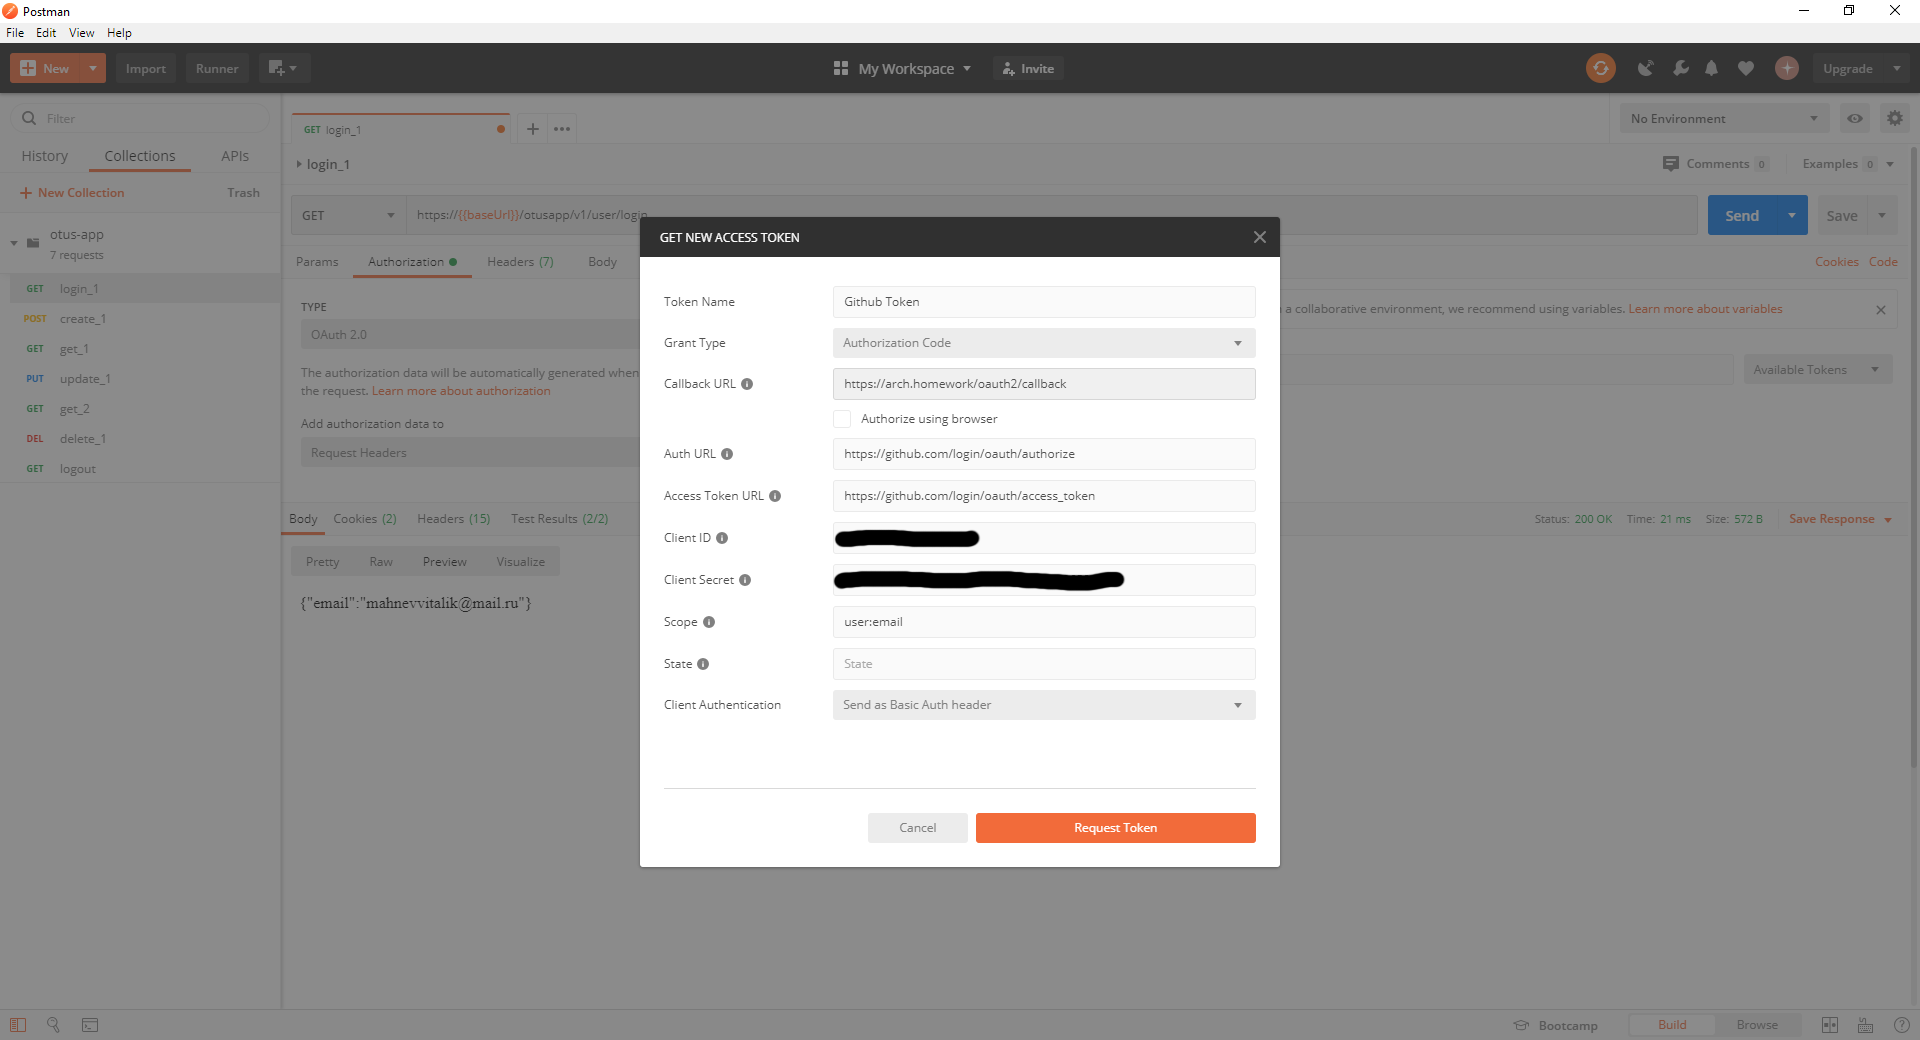 Postman
File Edit View Help
New Import Runner My Workspace Invite Upgrade
Filter
History Collections APIs
New Collection Trash
otus-app
7 requests
GET login_1
POST create_1
GET get_1
PUT update_1
GET get_2
DEL delete_1
GET logout
GET login_1 No Environment
login_1 Comments 0 Examples 0
GET https://{{baseUrl}}/otusapp/v1/user/login Send Save
Params Authorization Headers (7) Body Cookies Code
TYPE
OAuth 2.0
The authorization data will be automatically generated when
the request. Learn more about authorization
Add authorization data to
Request Headers
a collaborative environment, we recommend using variables. Learn more about variables
Available Tokens
Body Cookies (2) Headers (15) Test Results (2/2) Status: 200 OK Time: 21 ms Size: 572 B Save Response
Pretty Raw Preview Visualize
{"email":"mahnevvitalik@mail.ru"}
GET NEW ACCESS TOKEN
Token Name Github Token
Grant Type Authorization Code
Callback URL https://arch.homework/oauth2/callback
Authorize using browser
Auth URL https://github.com/login/oauth/authorize
Access Token URL https://github.com/login/oauth/access_token
Client ID
Client Secret
Scope user:email
State State
Client Authentication Send as Basic Auth header
Cancel Request Token
Bootcamp Build Browse